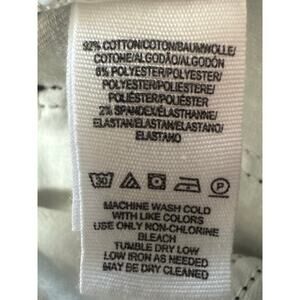 92% COTTON/COTON/BAUMWOLLE/
COTONE/ALGODÃO/ALGODÓN
6% POLYESTER/POLYESTER/
POLYESTER/POLIESTERE/
POLIÉSTER/POLIÉSTER
2% SPANDEX/ÉLASTHANNE/
ELASTAN/ELASTAN/ELASTANO/
ELASTANO
30 P
MACHINE WASH COLD
WITH LIKE COLORS
USE ONLY NON-CHLORINE
BLEACH
TUMBLE DRY LOW
LOW IRON AS NEEDED
MAY BE DRY CLEANED